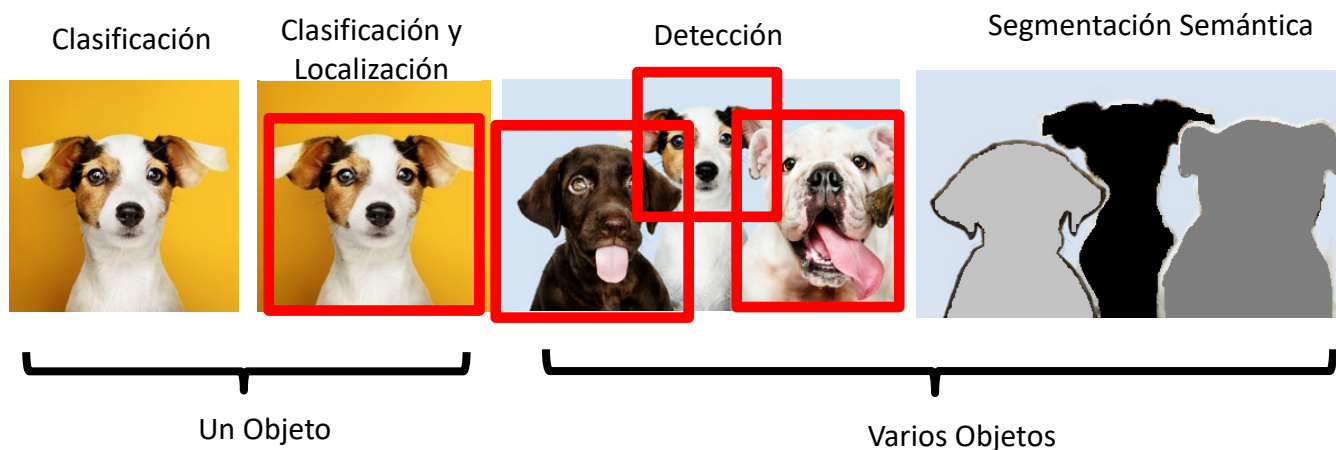 Clasificación
Clasificación y
Localización
Detección
Segmentación Semántica
Un Objeto
Varios Objetos